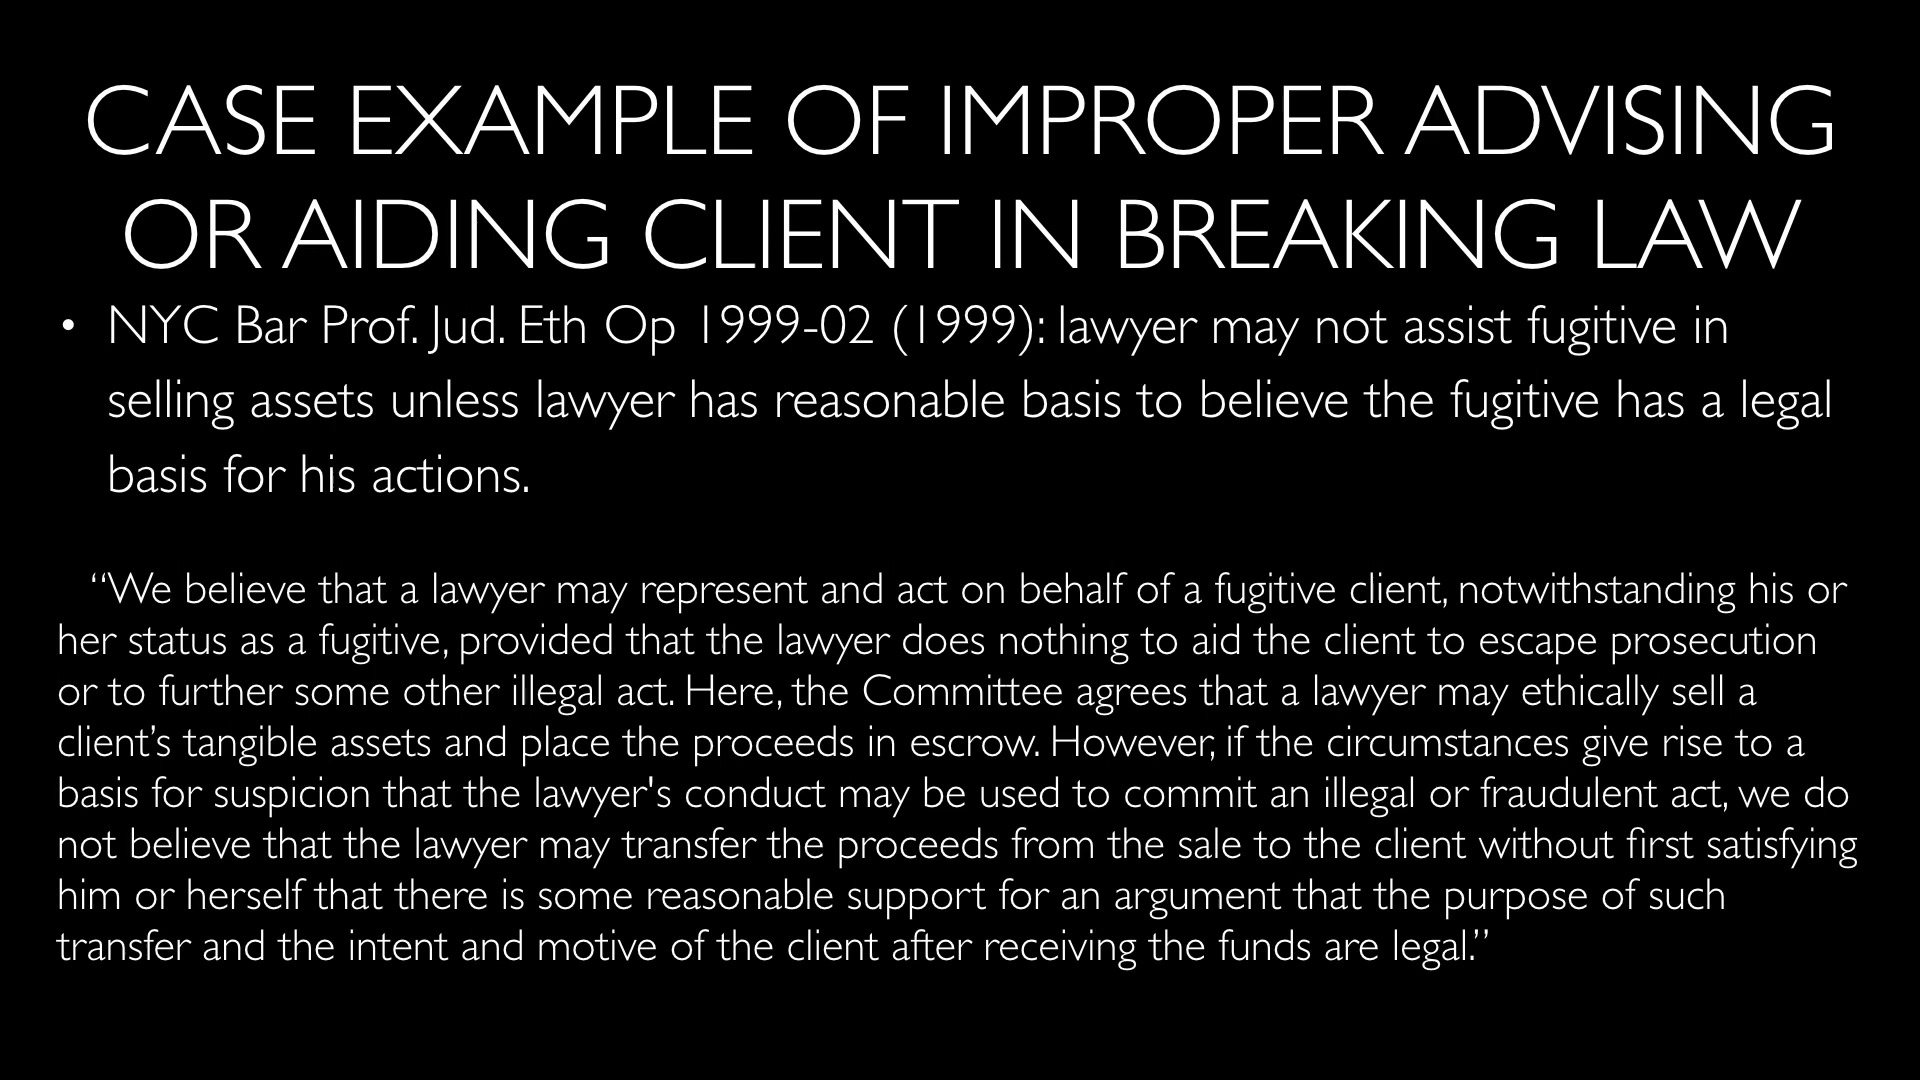 CASE EXAMPLE OF IMPROPER ADVISING
OR AIDING CLIENT IN BREAKING LAW
• NYC Bar Prof. Jud. Eth Op 1999-02 (1999): lawyer may not assist fugitive in
selling assets unless lawyer has reasonable basis to believe the fugitive has a legal
basis for his actions.
“We believe that a lawyer may represent and act on behalf of a fugitive client, notwithstanding his or
her status as a fugitive, provided that the lawyer does nothing to aid the client to escape prosecution
or to further some other illegal act. Here, the Committee agrees that a lawyer may ethically sell a
client’s tangible assets and place the proceeds in escrow. However, if the circumstances give rise to a
basis for suspicion that the lawyer's conduct may be used to commit an illegal or fraudulent act, we do
not believe that the lawyer may transfer the proceeds from the sale to the client without first satisfying
him or herself that there is some reasonable support for an argument that the purpose of such
transfer and the intent and motive of the client after receiving the funds are legal.”